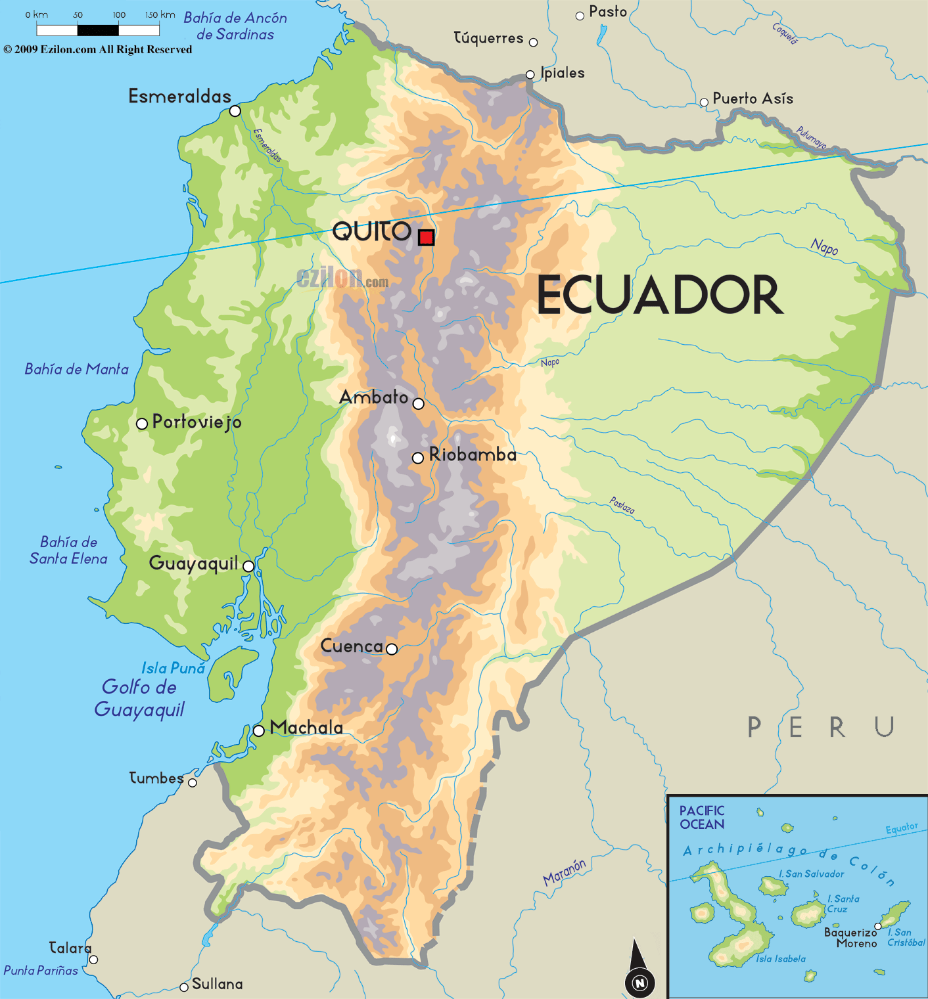 0 km 50 100 150 km
© 2009 Ezilon.com All Right Reserved
Bahía de Ancón
de Sardinas
Pasto
Túquerres
Ipiales
Caquetá
Puerto Asís
Putumayo
Esmeraldas
Esmeraldas
QUITO
ezilon.com
ECUADOR
Napo
Napo
Bahía de Manta
Portoviejo
Ambato
Riobamba
Pastaza
Bahía de
Santa Elena
Guayaquil
Cuenca
Isla Puná
Golfo de
Guayaquil
Machala
Tumbes
PERU
Marañón
Talara
Punta Pariñas
Sullana
N
PACIFIC
OCEAN
Equator
Archipiélago de Colón
I. San Salvador
I. Santa
Cruz
Baquerizo
Moreno
I. San
Cristóbal
Isla Isabela